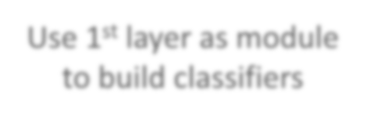 Use 1st layer as module
to build classifiers